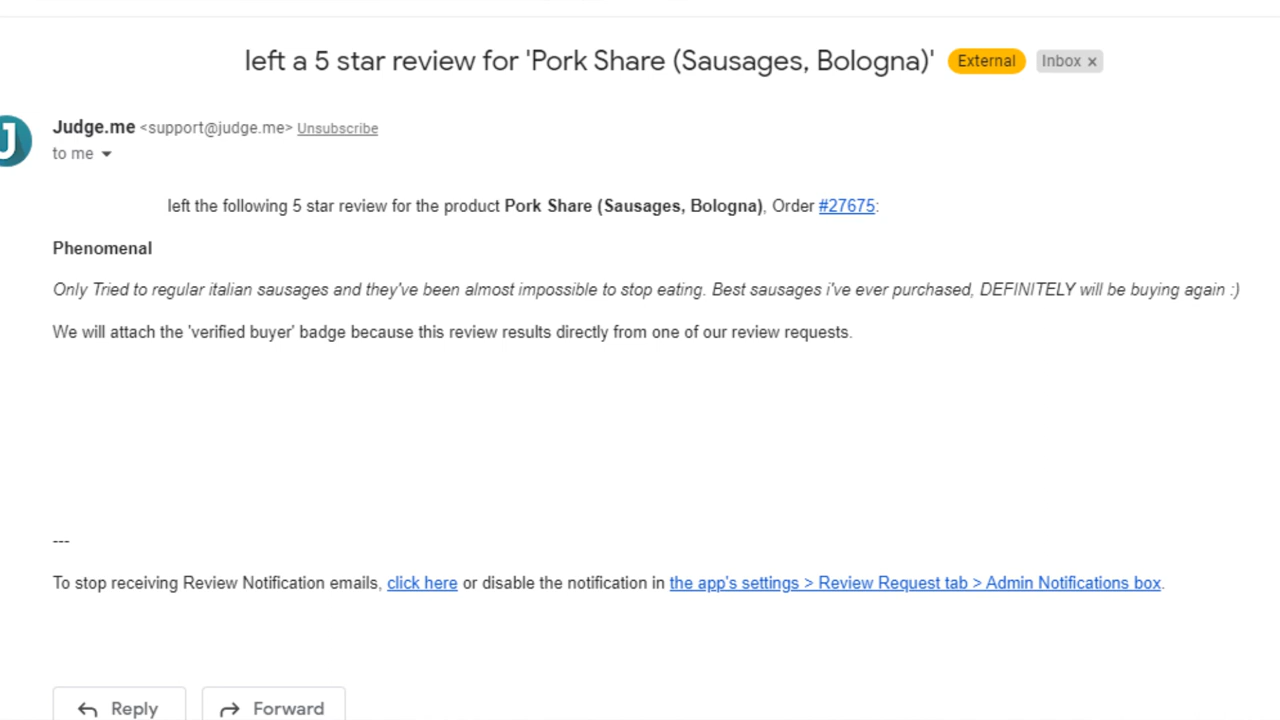 left a 5 star review for 'Pork Share (Sausages, Bologna)' External Inbox ×
J
Judge.me <support@judge.me> Unsubscribe
to me
left the following 5 star review for the product Pork Share (Sausages, Bologna), Order #27675:
Phenomenal
Only Tried to regular italian sausages and they've been almost impossible to stop eating. Best sausages i've ever purchased, DEFINITELY will be buying again :)
We will attach the 'verified buyer' badge because this review results directly from one of our review requests.
---
To stop receiving Review Notification emails, click here or disable the notification in the app's settings > Review Request tab > Admin Notifications box.
Reply Forward